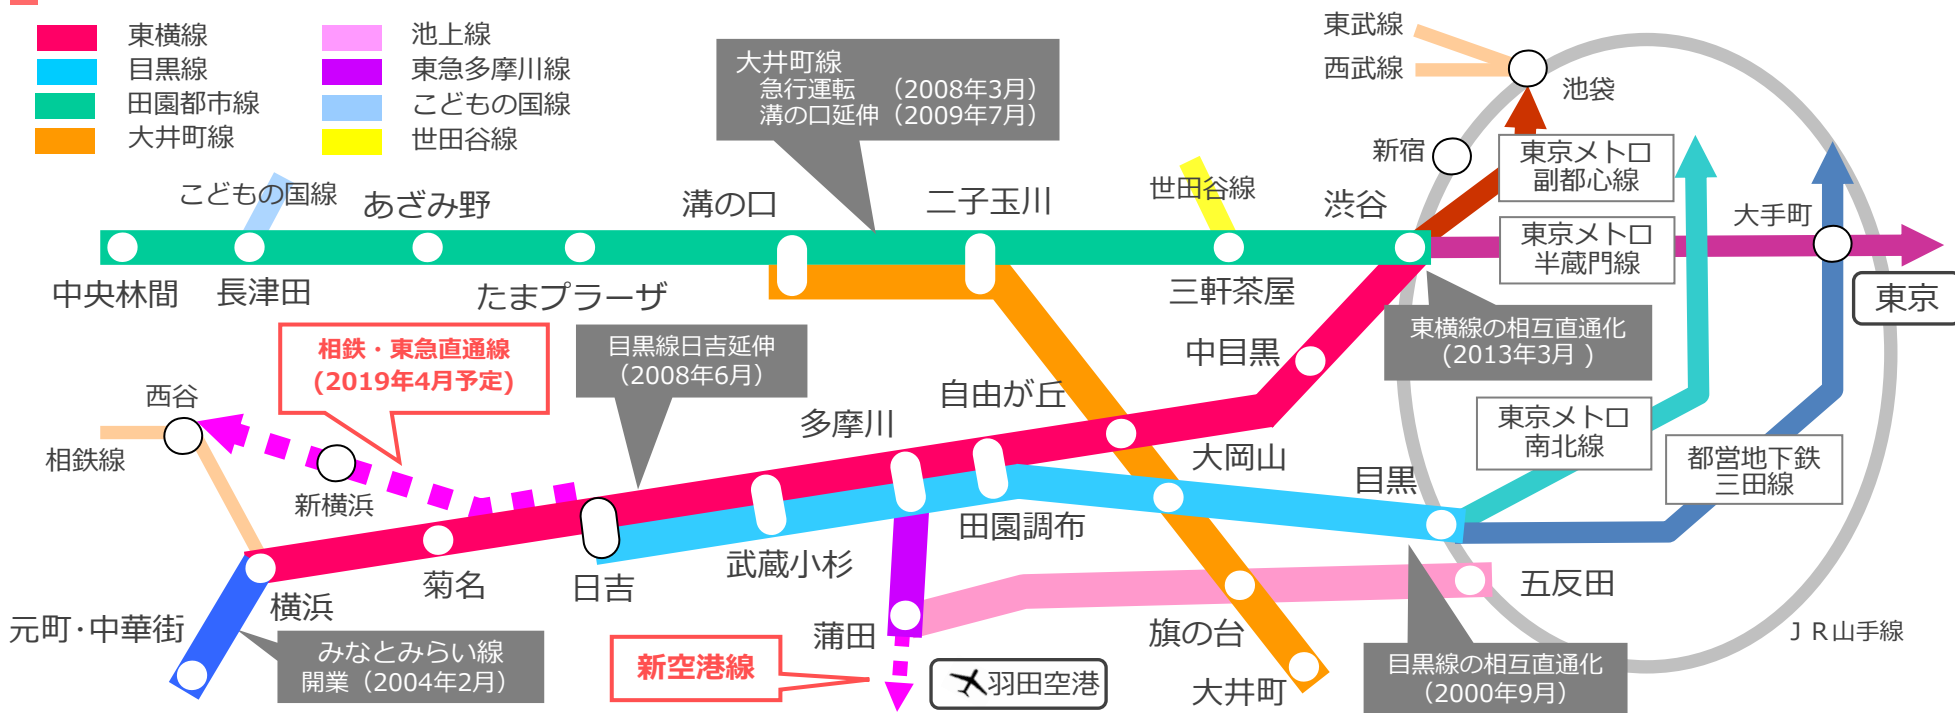 東横線
目黒線
田園都市線
大井町線
池上線
東急多摩川線
こどもの国線
世田谷線
大井町線
急行運転 （2008年3月）
溝の口延伸（2009年7月）
東武線
西武線
池袋
新宿
東京メトロ
副都心線
大手町
東京メトロ
半蔵門線
東京
こどもの国線
あざみ野
溝の口
二子玉川
世田谷線
渋谷
中央林間
長津田
たまプラーザ
三軒茶屋
相鉄・東急直通線
(2019年4月予定)
目黒線日吉延伸
（2008年6月）
東横線の相互直通化
(2013年3月 )
中目黒
自由が丘
多摩川
大岡山
目黒
東京メトロ
南北線
都営地下鉄
三田線
西谷
相鉄線
新横浜
田園調布
武蔵小杉
日吉
菊名
横浜
元町･中華街
みなとみらい線
開業（2004年2月）
蒲田
新空港線
羽田空港
旗の台
大井町
五反田
目黒線の相互直通化
（2000年9月）
ＪＲ山手線